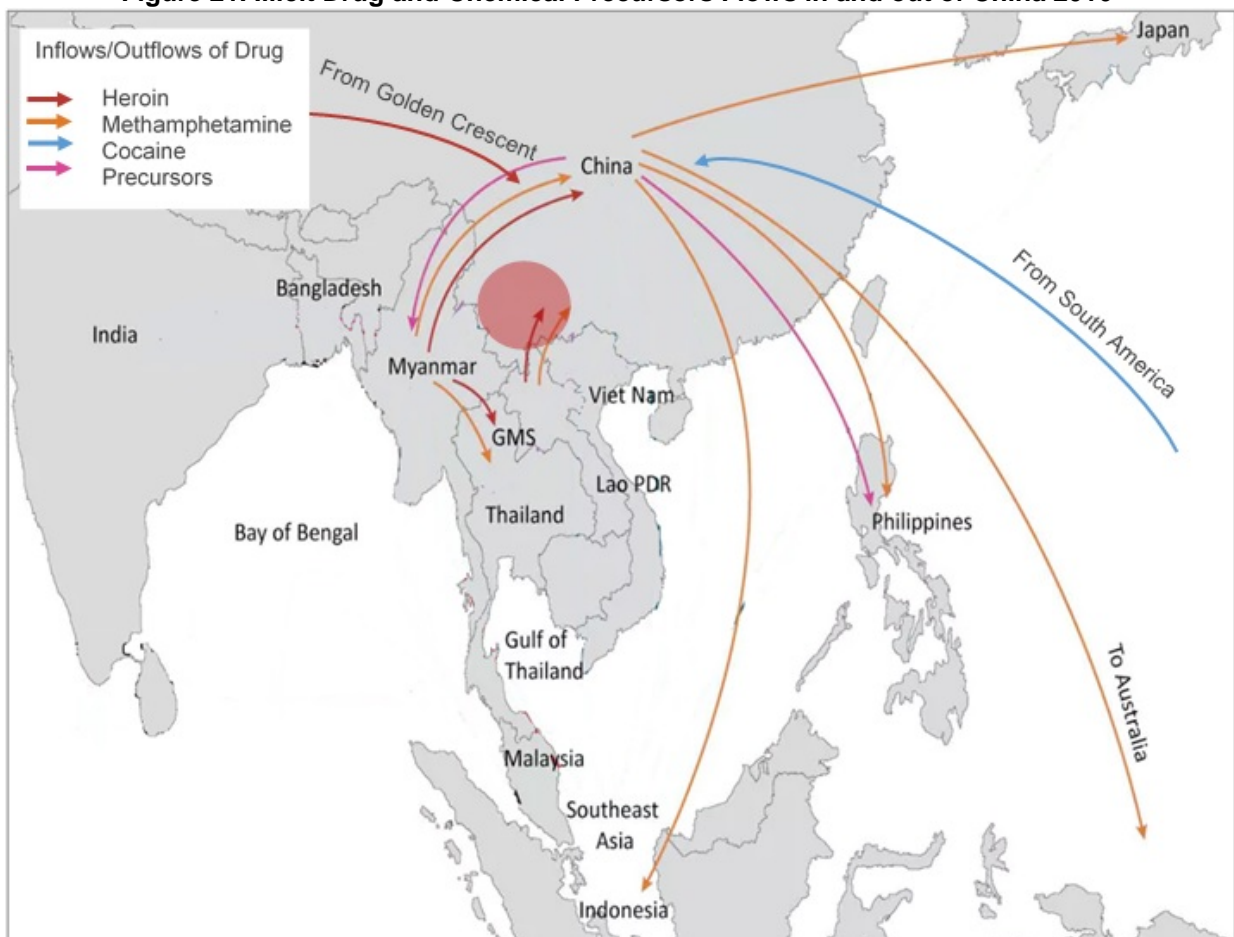 Inflows/Outflows of Drug
Heroin
Methamphetamine
Cocaine
Precursors
From Golden Crescent
Japan
China
From South America
Bangladesh
India
Myanmar
Viet Nam
GMS
Lao PDR
Thailand
Philippines
Bay of Bengal
Gulf of
Thailand
To Australia
Malaysia
Southeast
Asia
Indonesia